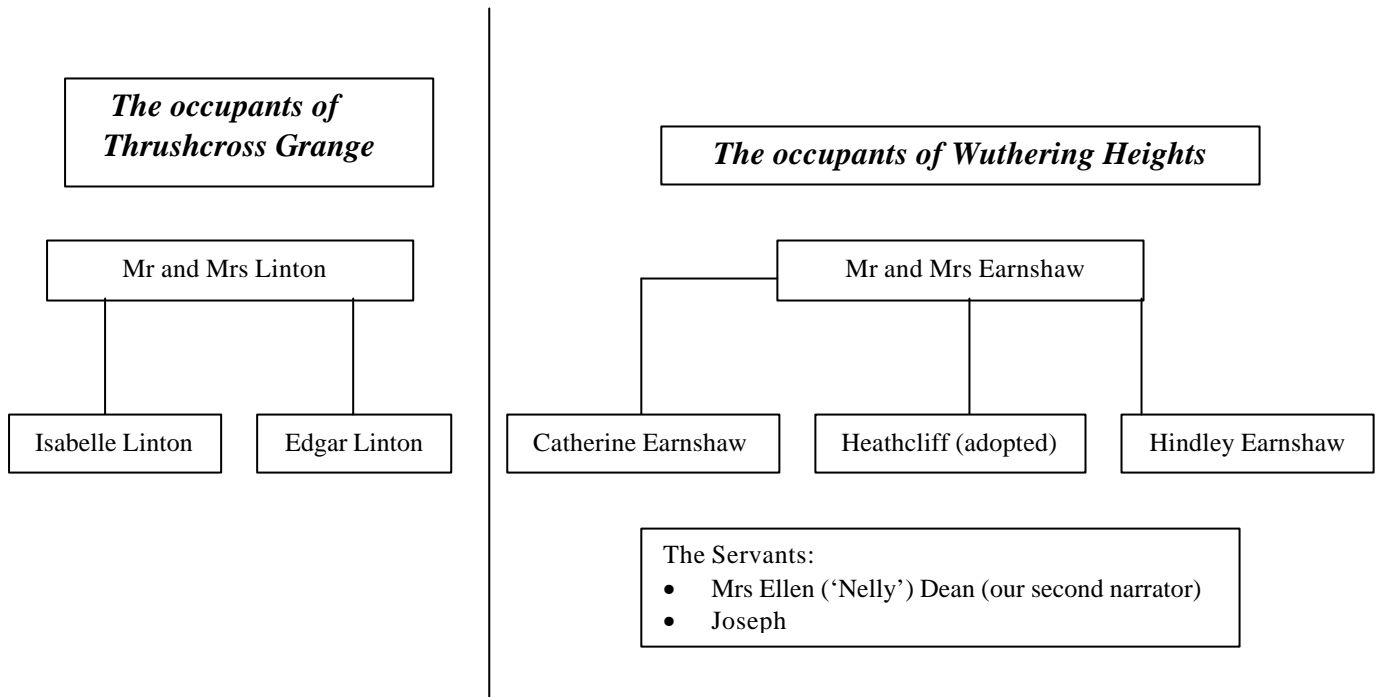 The occupants of
Thrushcross Grange
Mr and Mrs Linton
Isabelle Linton
Edgar Linton
The occupants of Wuthering Heights
Mr and Mrs Earnshaw
Catherine Earnshaw
Heathcliff (adopted)
Hindley Earnshaw
The Servants:
• Mrs Ellen (‘Nelly’) Dean (our second narrator)
• Joseph